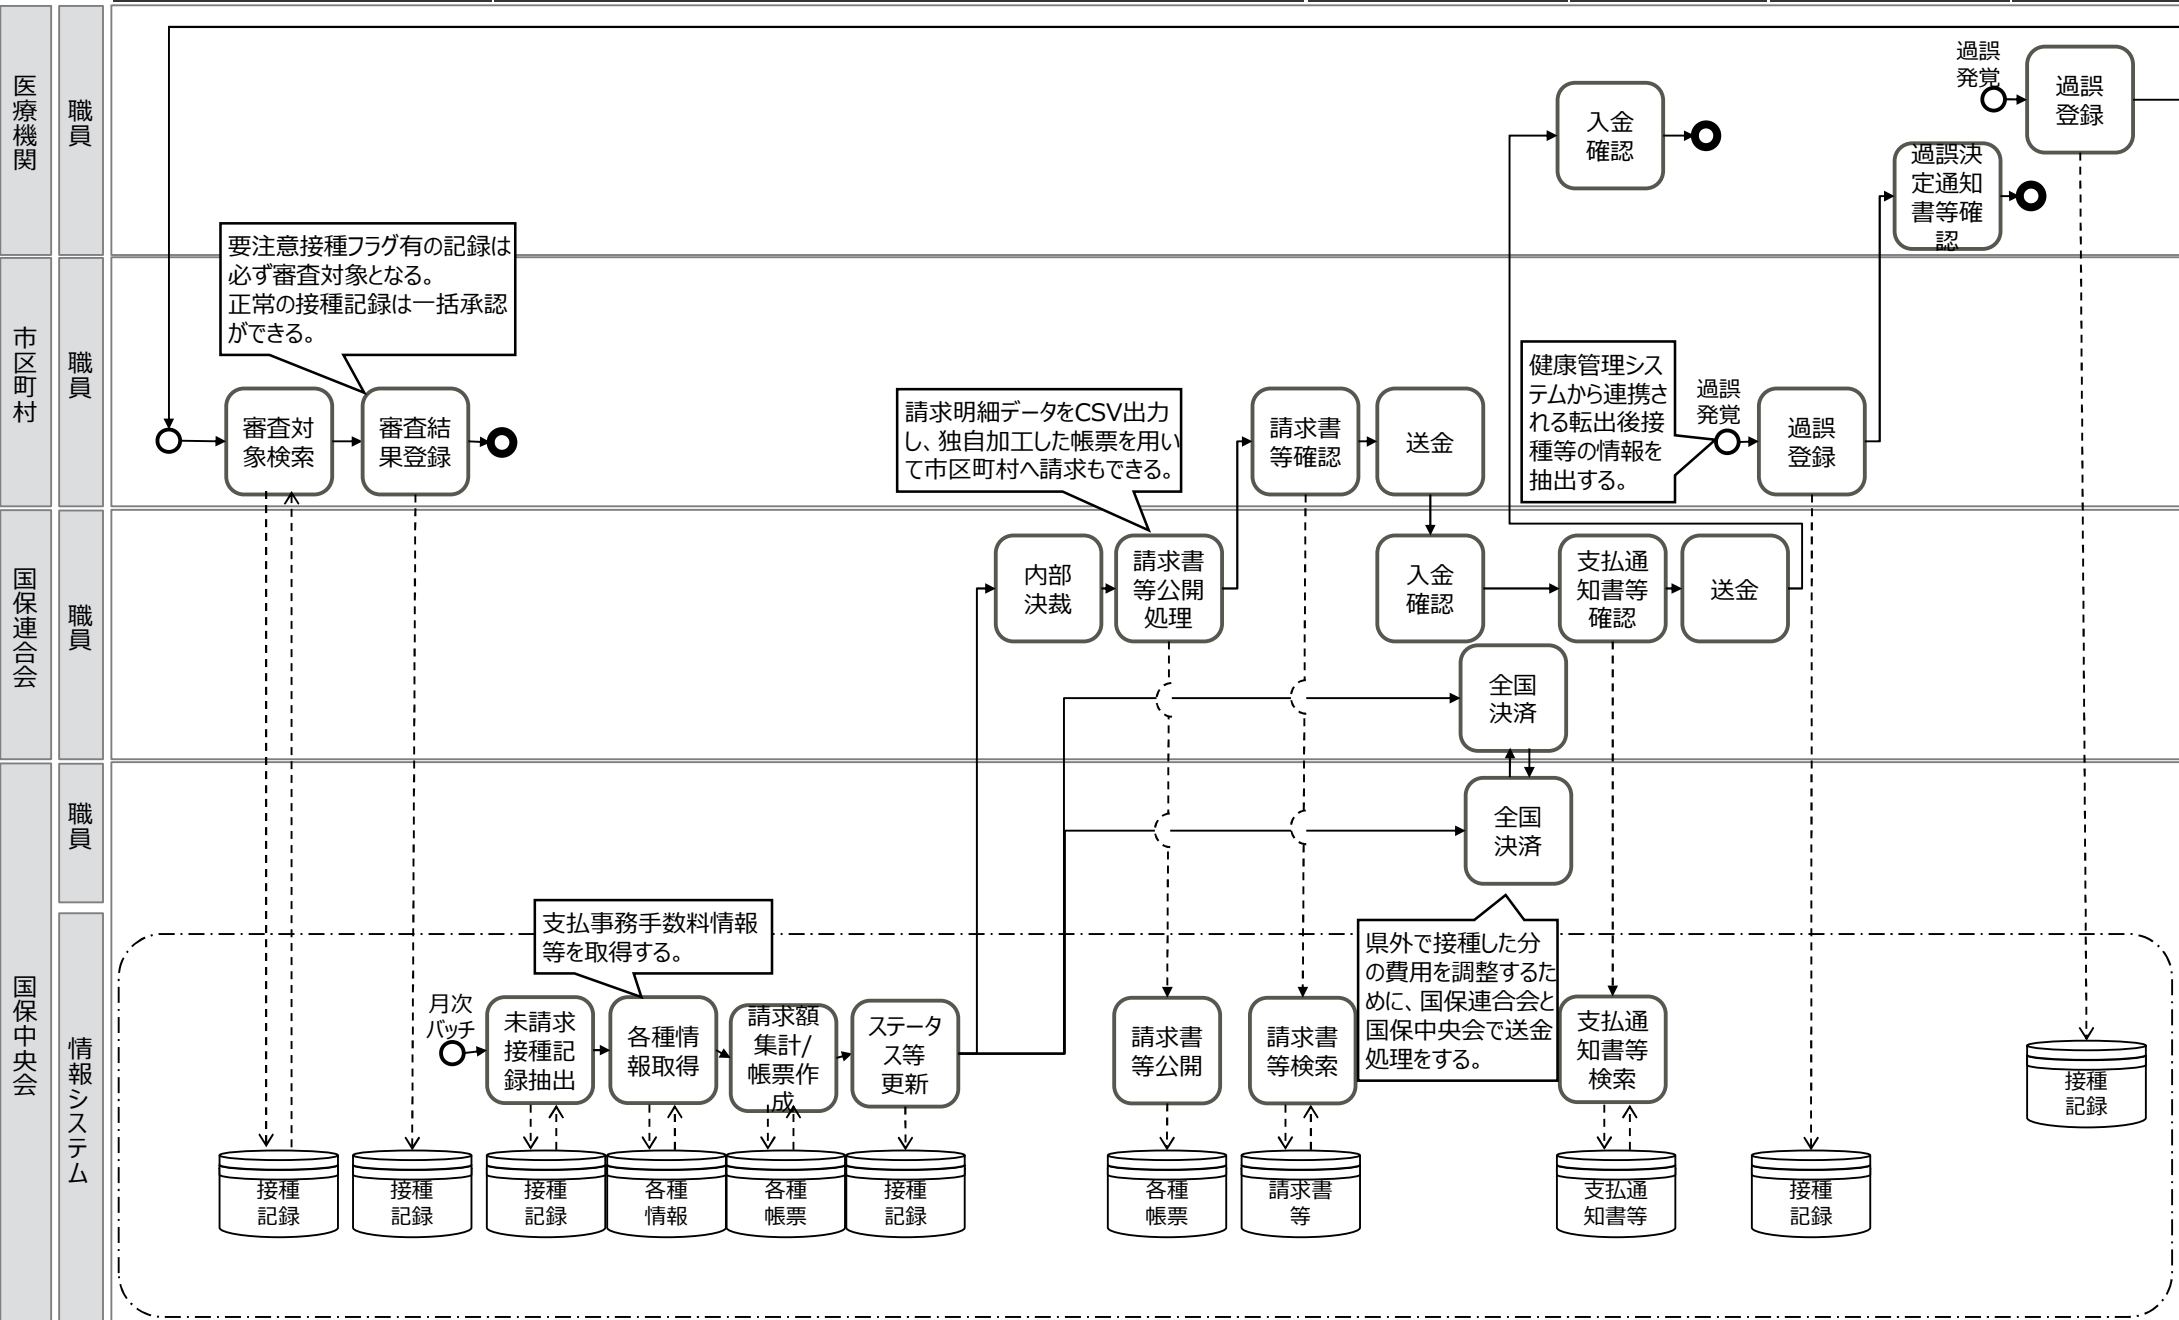 医療機関
職員
過誤
発覚
過誤
登録
入金
確認
過誤決
定通知
書等確
認
市区町村
職員
要注意接種フラグ有の記録は
必ず審査対象となる。
正常の接種記録は一括承認
ができる。
審査対
象検索
審査結
果登録
請求明細データをCSV出力
し、独自加工した帳票を用い
て市区町村へ請求もできる。
請求書
等確認
送金
健康管理シス
テムから連携さ
れる転出後接
種等の情報を
抽出する。
過誤
発覚
過誤
登録
国保連合会
職員
内部
決裁
請求書
等公開
処理
入金
確認
支払通
知書等
確認
送金
全国
決済
国保中央会
職員
全国
決済
情報システム
支払事務手数料情報
等を取得する。
県外で接種した分
の費用を調整するた
めに、国保連合会と
国保中央会で送金
処理をする。
月次
バッチ
未請求
接種記
録抽出
各種情
報取得
請求額
集計/
帳票作
成
ステータ
ス等
更新
請求書
等公開
請求書
等検索
支払通
知書等
検索
接種
記録
接種
記録
接種
記録
接種
記録
各種
情報
各種
帳票
接種
記録
各種
帳票
請求書
等
支払通
知書等
接種
記録